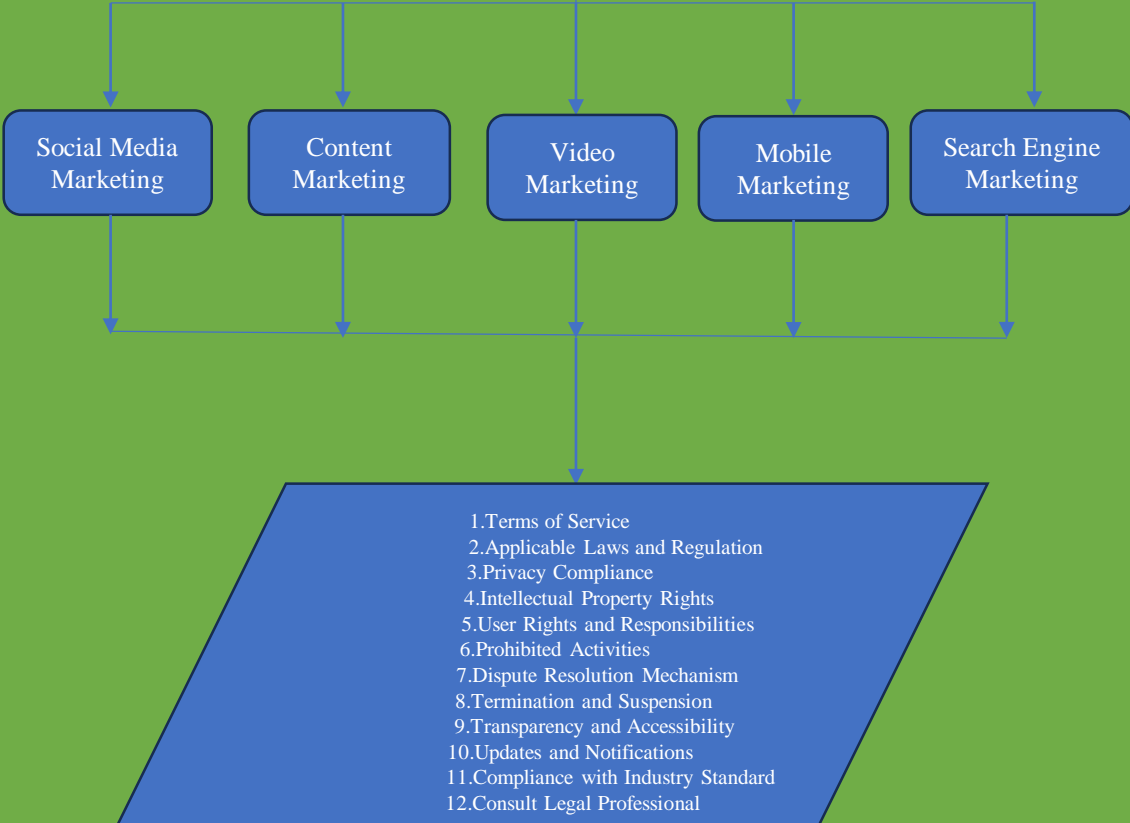 Social Media
Marketing
Content
Marketing
Video
Marketing
Mobile
Marketing
Search Engine
Marketing
1.Terms of Service
2.Applicable Laws and Regulation
3.Privacy Compliance
4.Intellectual Property Rights
5.User Rights and Responsibilities
6.Prohibited Activities
7.Dispute Resolution Mechanism
8.Termination and Suspension
9.Transparency and Accessibility
10.Updates and Notifications
11.Compliance with Industry Standard
12.Consult Legal Professional